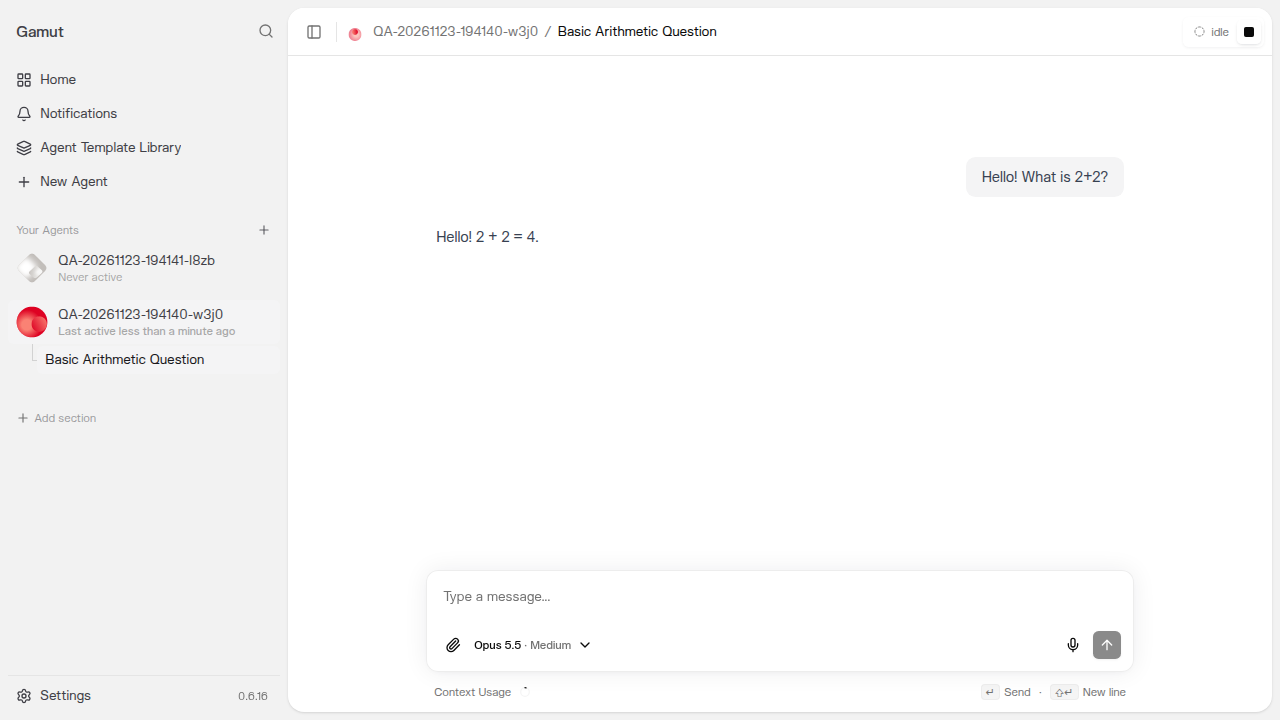 Gamut
Home
Notifications
Agent Template Library
New Agent
Your Agents
QA-20261123-194141-l8zb
Never active
QA-20261123-194140-w3j0
Last active less than a minute ago
Basic Arithmetic Question
Add section
Settings
0.6.16
QA-20261123-194140-w3j0 / Basic Arithmetic Question
idle
Hello! What is 2+2?
Hello! 2 + 2 = 4.
Type a message...
Opus 5.5 · Medium
Context Usage
Send · New line